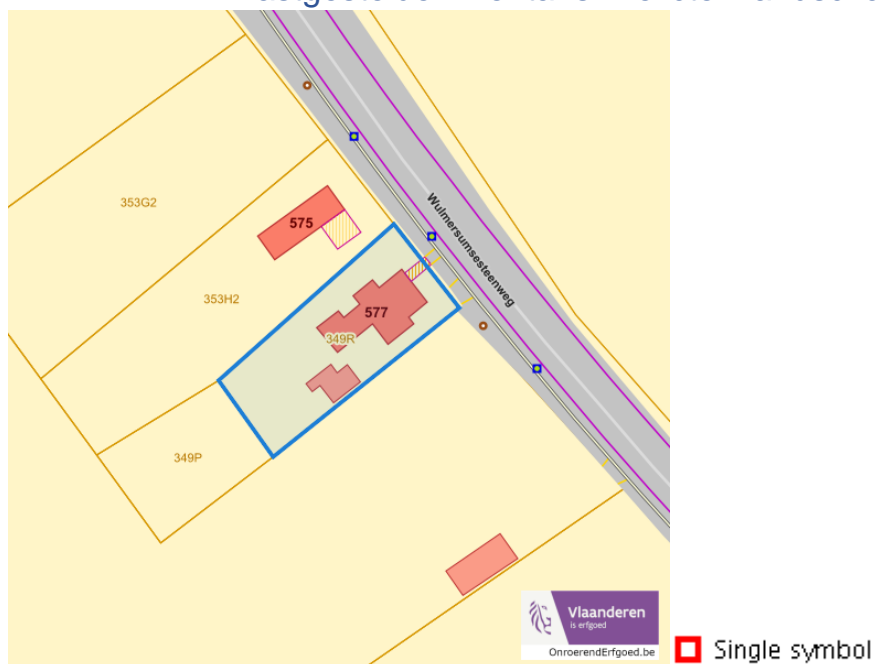 353G2
575
Wulmersumsesteenweg
353H2
577
349R
349P
Vlaanderen
is erfgoed
OnroerendErfgoed.be
Single symbol